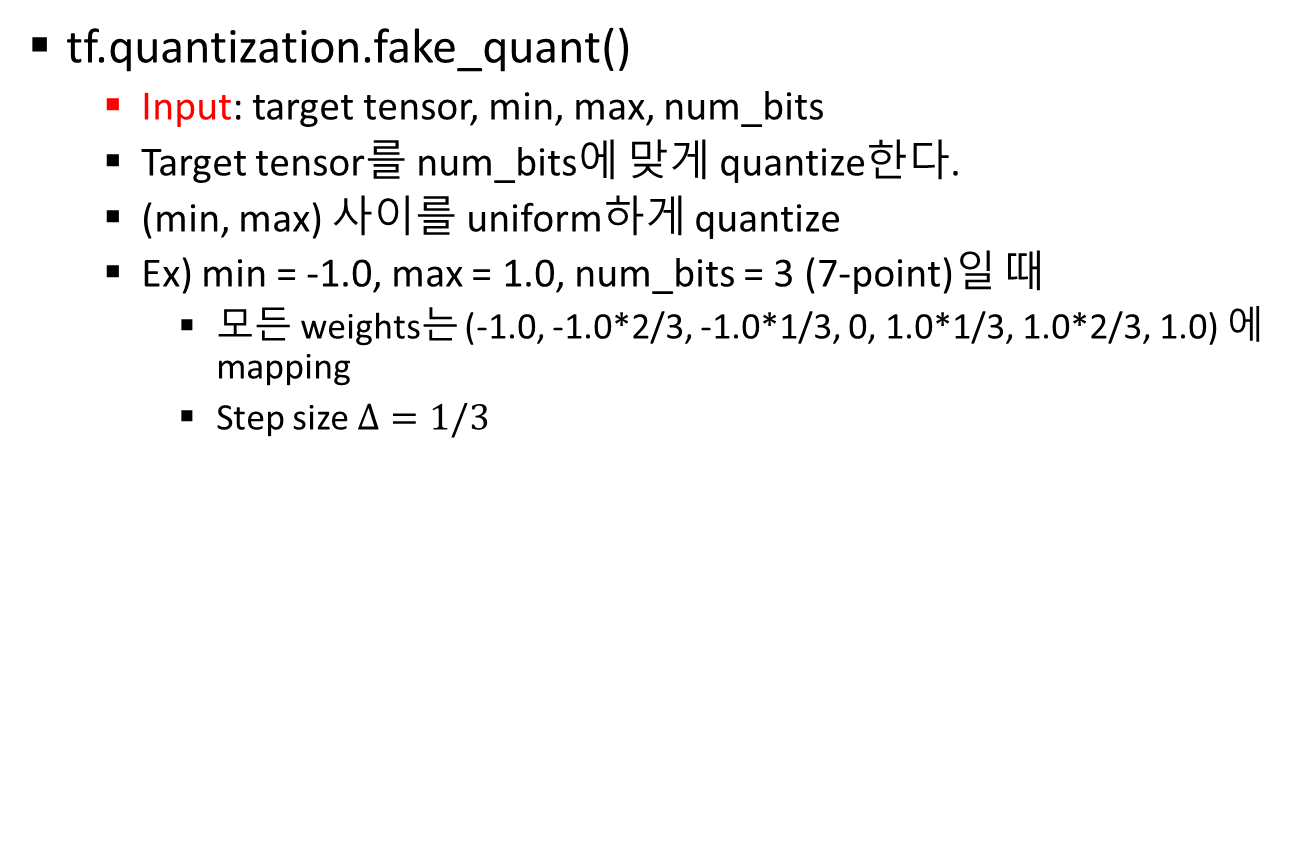 ▪ tf.quantization.fake_quant()
▪ Input: target tensor, min, max, num_bits
▪ Target tensor를 num_bits에 맞게 quantize한다.
▪ (min, max) 사이를 uniform하게 quantize
▪ Ex) min = -1.0, max = 1.0, num_bits = 3 (7-point)일 때
▪ 모든 weights는 (-1.0, -1.0*2/3, -1.0*1/3, 0, 1.0*1/3, 1.0*2/3, 1.0) 에
mapping
▪ Step size Δ = 1/3